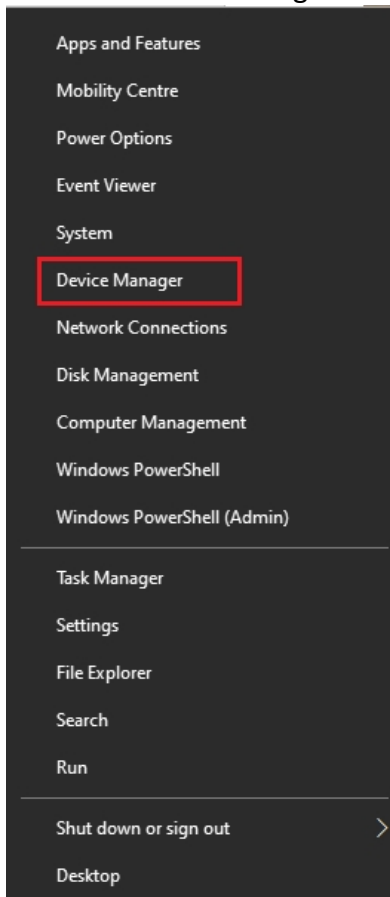 Apps and Features
Mobility Centre
Power Options
Event Viewer
System
Device Manager
Network Connections
Disk Management
Computer Management
Windows PowerShell
Windows PowerShell (Admin)
Task Manager
Settings
File Explorer
Search
Run
Shut down or sign out
Desktop